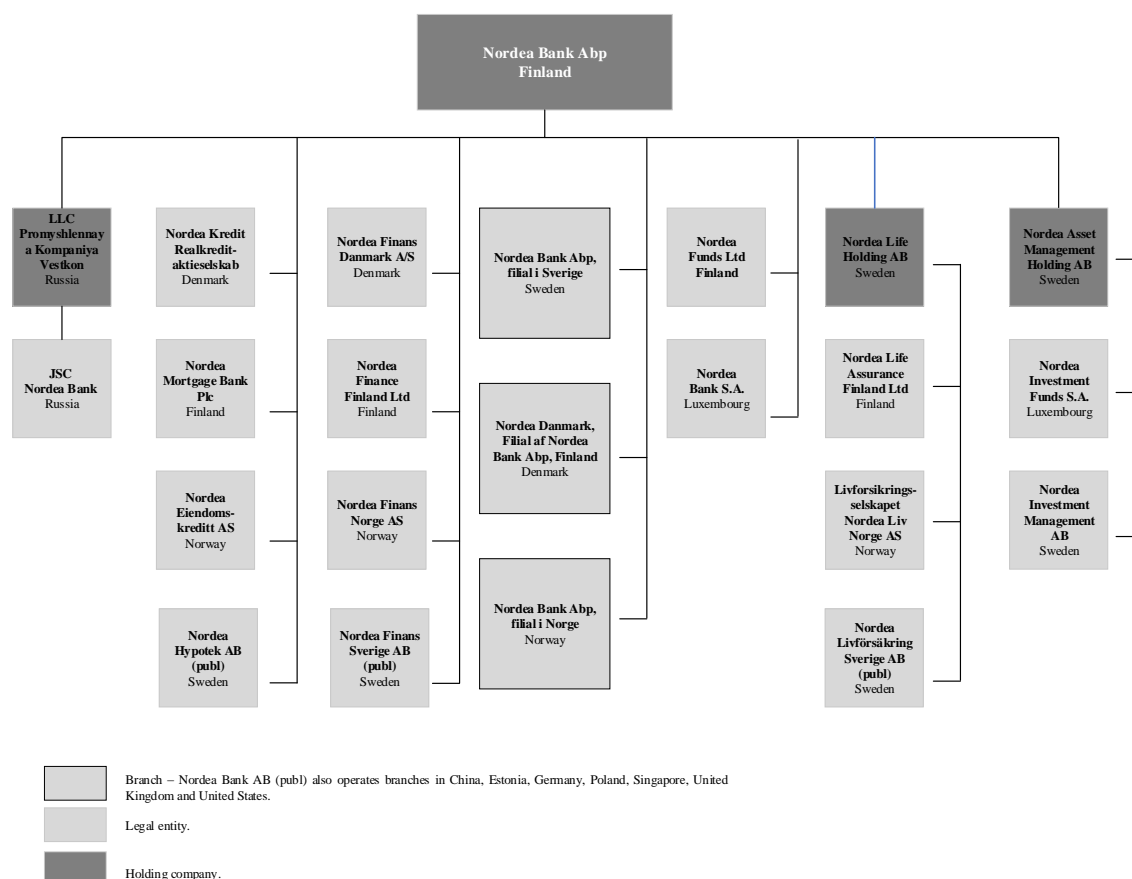 Nordea Bank Abp
Finland
LLC
Promyshlennay
a Kompaniya
Vestkon
Russia
JSC
Nordea Bank
Russia
Nordea Kredit
Realkredit-
aktieselskab
Denmark
Nordea
Mortgage Bank
Plc
Finland
Nordea
Eiendoms-
kreditt AS
Norway
Nordea
Hypotek AB
(publ)
Sweden
Nordea Finans
Danmark A/S
Denmark
Nordea
Finance
Finland Ltd
Finland
Nordea Finans
Norge AS
Norway
Nordea Finans
Sverige AB
(publ)
Sweden
Nordea Bank Abp,
filial i Sverige
Sweden
Nordea Danmark,
Filial af Nordea
Bank Abp, Finland
Denmark
Nordea Bank Abp,
filial i Norge
Norway
Nordea
Funds Ltd
Finland
Nordea
Bank S.A.
Luxembourg
Nordea Life
Holding AB
Sweden
Nordea Life
Assurance
Finland Ltd
Finland
Livforsikrings-
selskapet
Nordea Liv
Norge AS
Norway
Nordea
Livförsäkring
Sverige AB
(publ)
Sweden
Nordea Asset
Management
Holding AB
Sweden
Nordea
Investment
Funds S.A.
Luxembourg
Nordea
Investment
Management
AB
Sweden
Branch – Nordea Bank AB (publ) also operates branches in China, Estonia, Germany, Poland, Singapore, United
Kingdom and United States.
Legal entity.
Holding company.